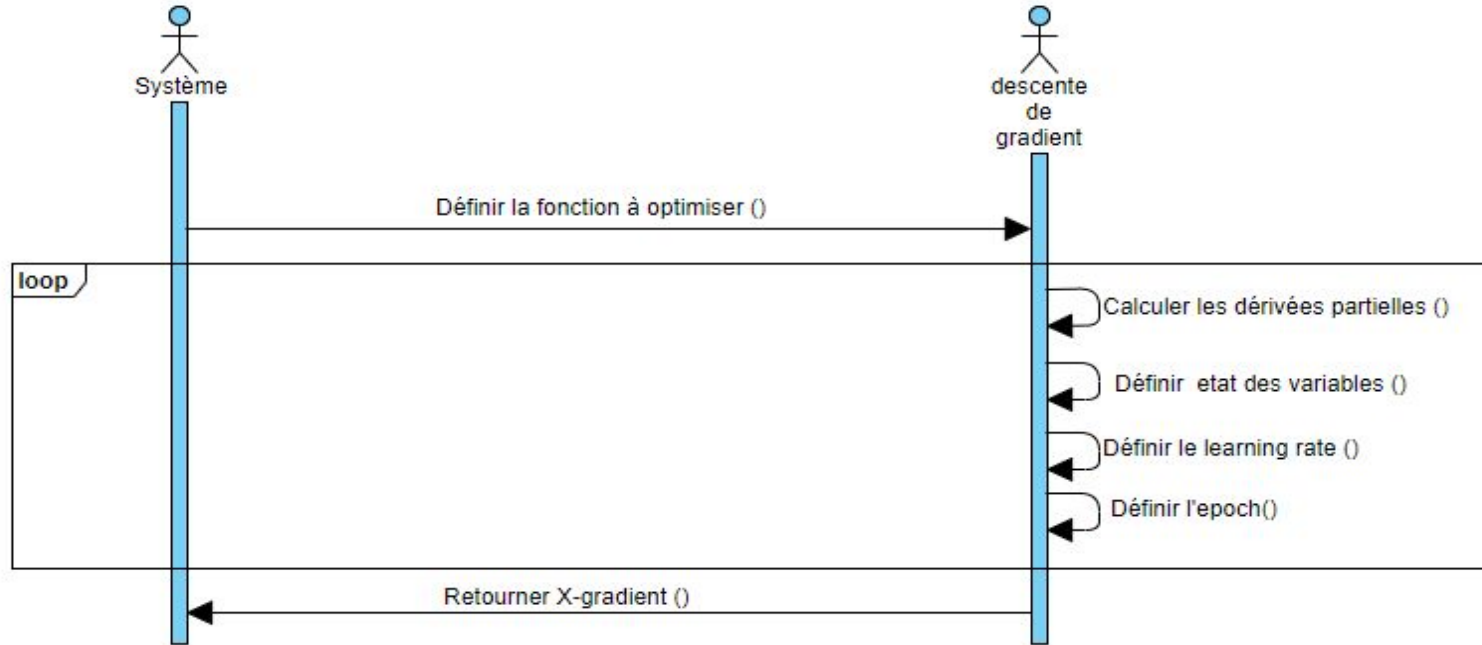 Système
descente
de
gradient
Définir la fonction à optimiser ()
loop
Calculer les dérivées partielles ()
Définir etat des variables ()
Définir le learning rate ()
Définir l'epoch()
Retourner X-gradient ()